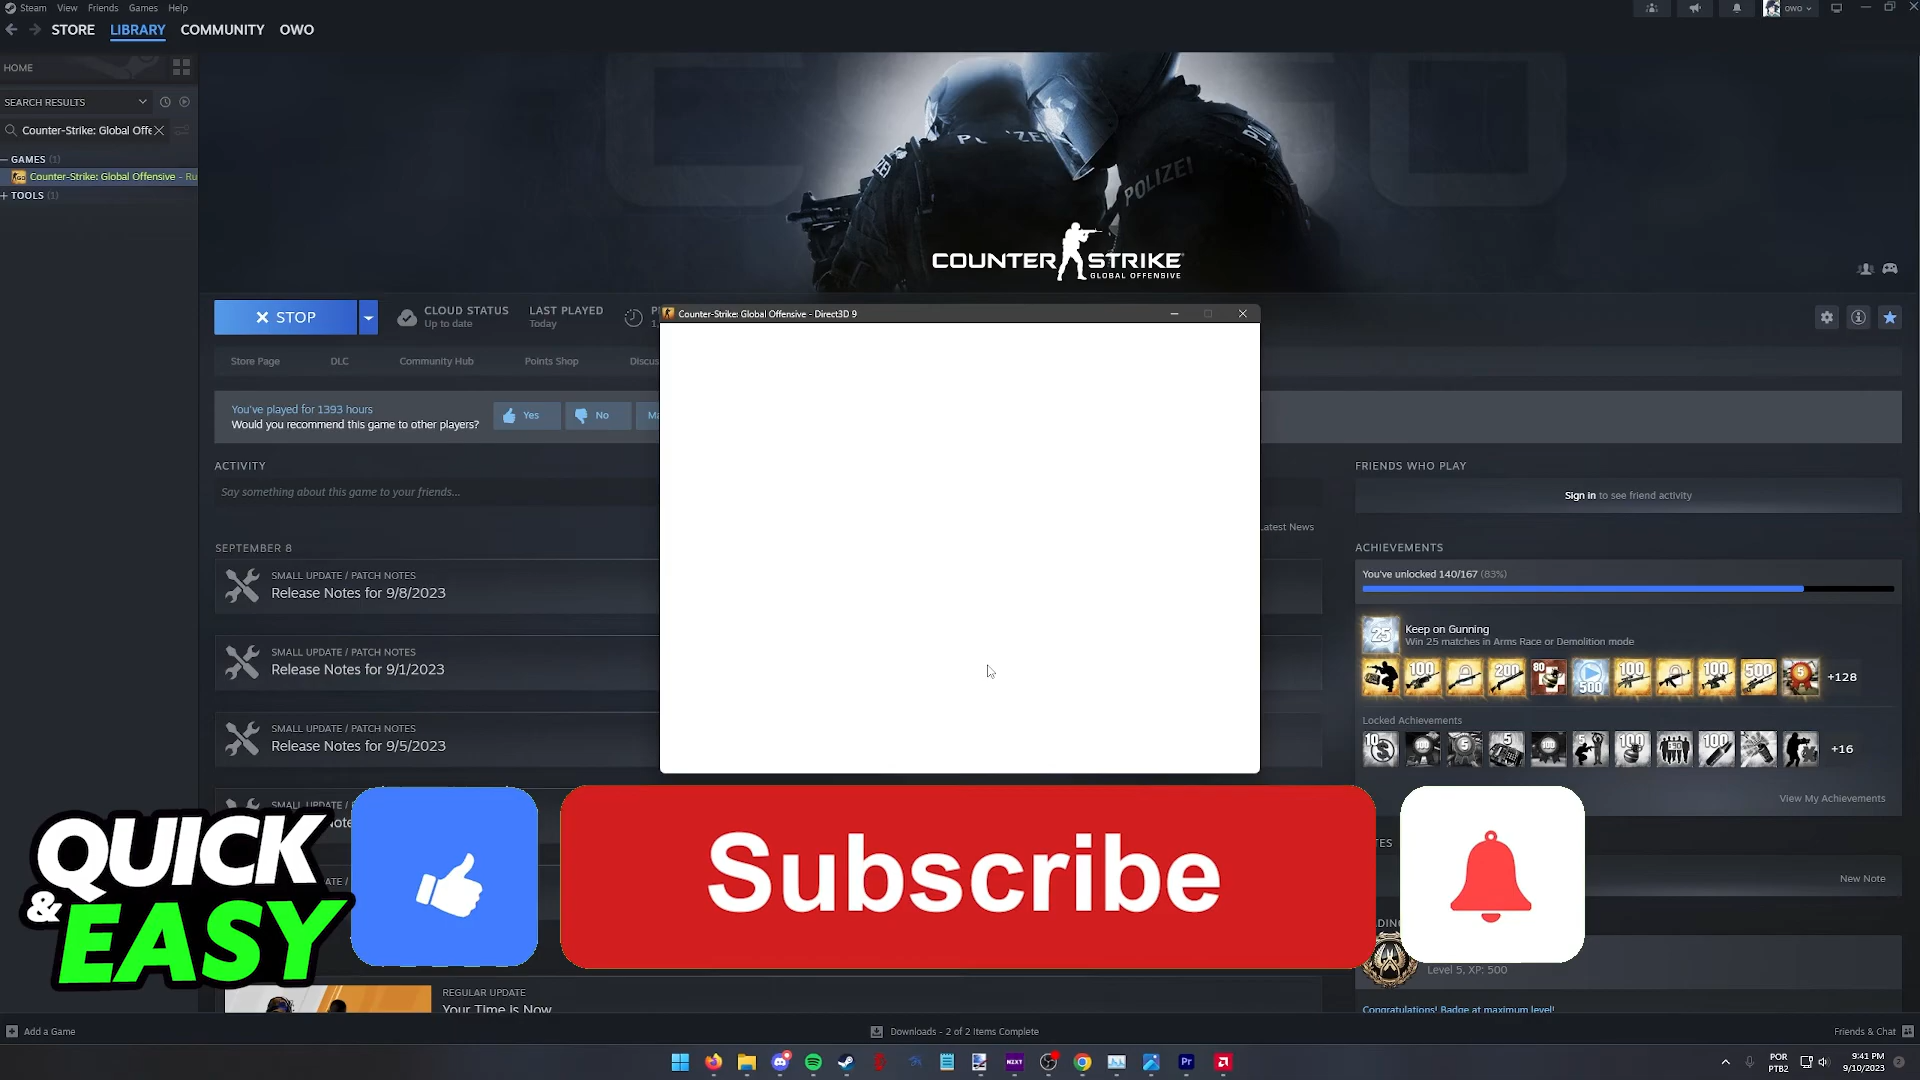 Steam View Friends Games Help
owo
STORE LIBRARY COMMUNITY OWO
HOME
SEARCH RESULTS
Counter-Strike: Global Offe
GAMES (1)
Counter-Strike: Global Offensive - Ru
TOOLS (1)
POLIZEI
COUNTER STRIKE
GLOBAL OFFENSIVE
STOP
CLOUD STATUS
Up to date
LAST PLAYED
Today
Counter-Strike: Global Offensive - Direct3D 9
Store Page DLC Community Hub Points Shop Discus
You've played for 1393 hours
Would you recommend this game to other players?
Yes No Ma
ACTIVITY
Say something about this game to your friends...
Latest News
SEPTEMBER 8
SMALL UPDATE / PATCH NOTES
Release Notes for 9/8/2023
SMALL UPDATE / PATCH NOTES
Release Notes for 9/1/2023
SMALL UPDATE / PATCH NOTES
Release Notes for 9/5/2023
SMALL UPDATE / PATCH NOTES
REGULAR UPDATE
Your Time Is Now
FRIENDS WHO PLAY
Sign in to see friend activity
ACHIEVEMENTS
You've unlocked 140/167 (83%)
Keep on Gunning
Win 25 matches in Arms Race or Demolition mode
+128
Locked Achievements
+16
View My Achievements
TES
New Note
Level 5, XP: 500
Congratulations! Badge at maximum level!
QUICK
& EASY
Subscribe
Add a Game
Downloads - 2 of 2 Items Complete
Friends & Chat
POR
PTB2
9:41 PM
9/10/2023